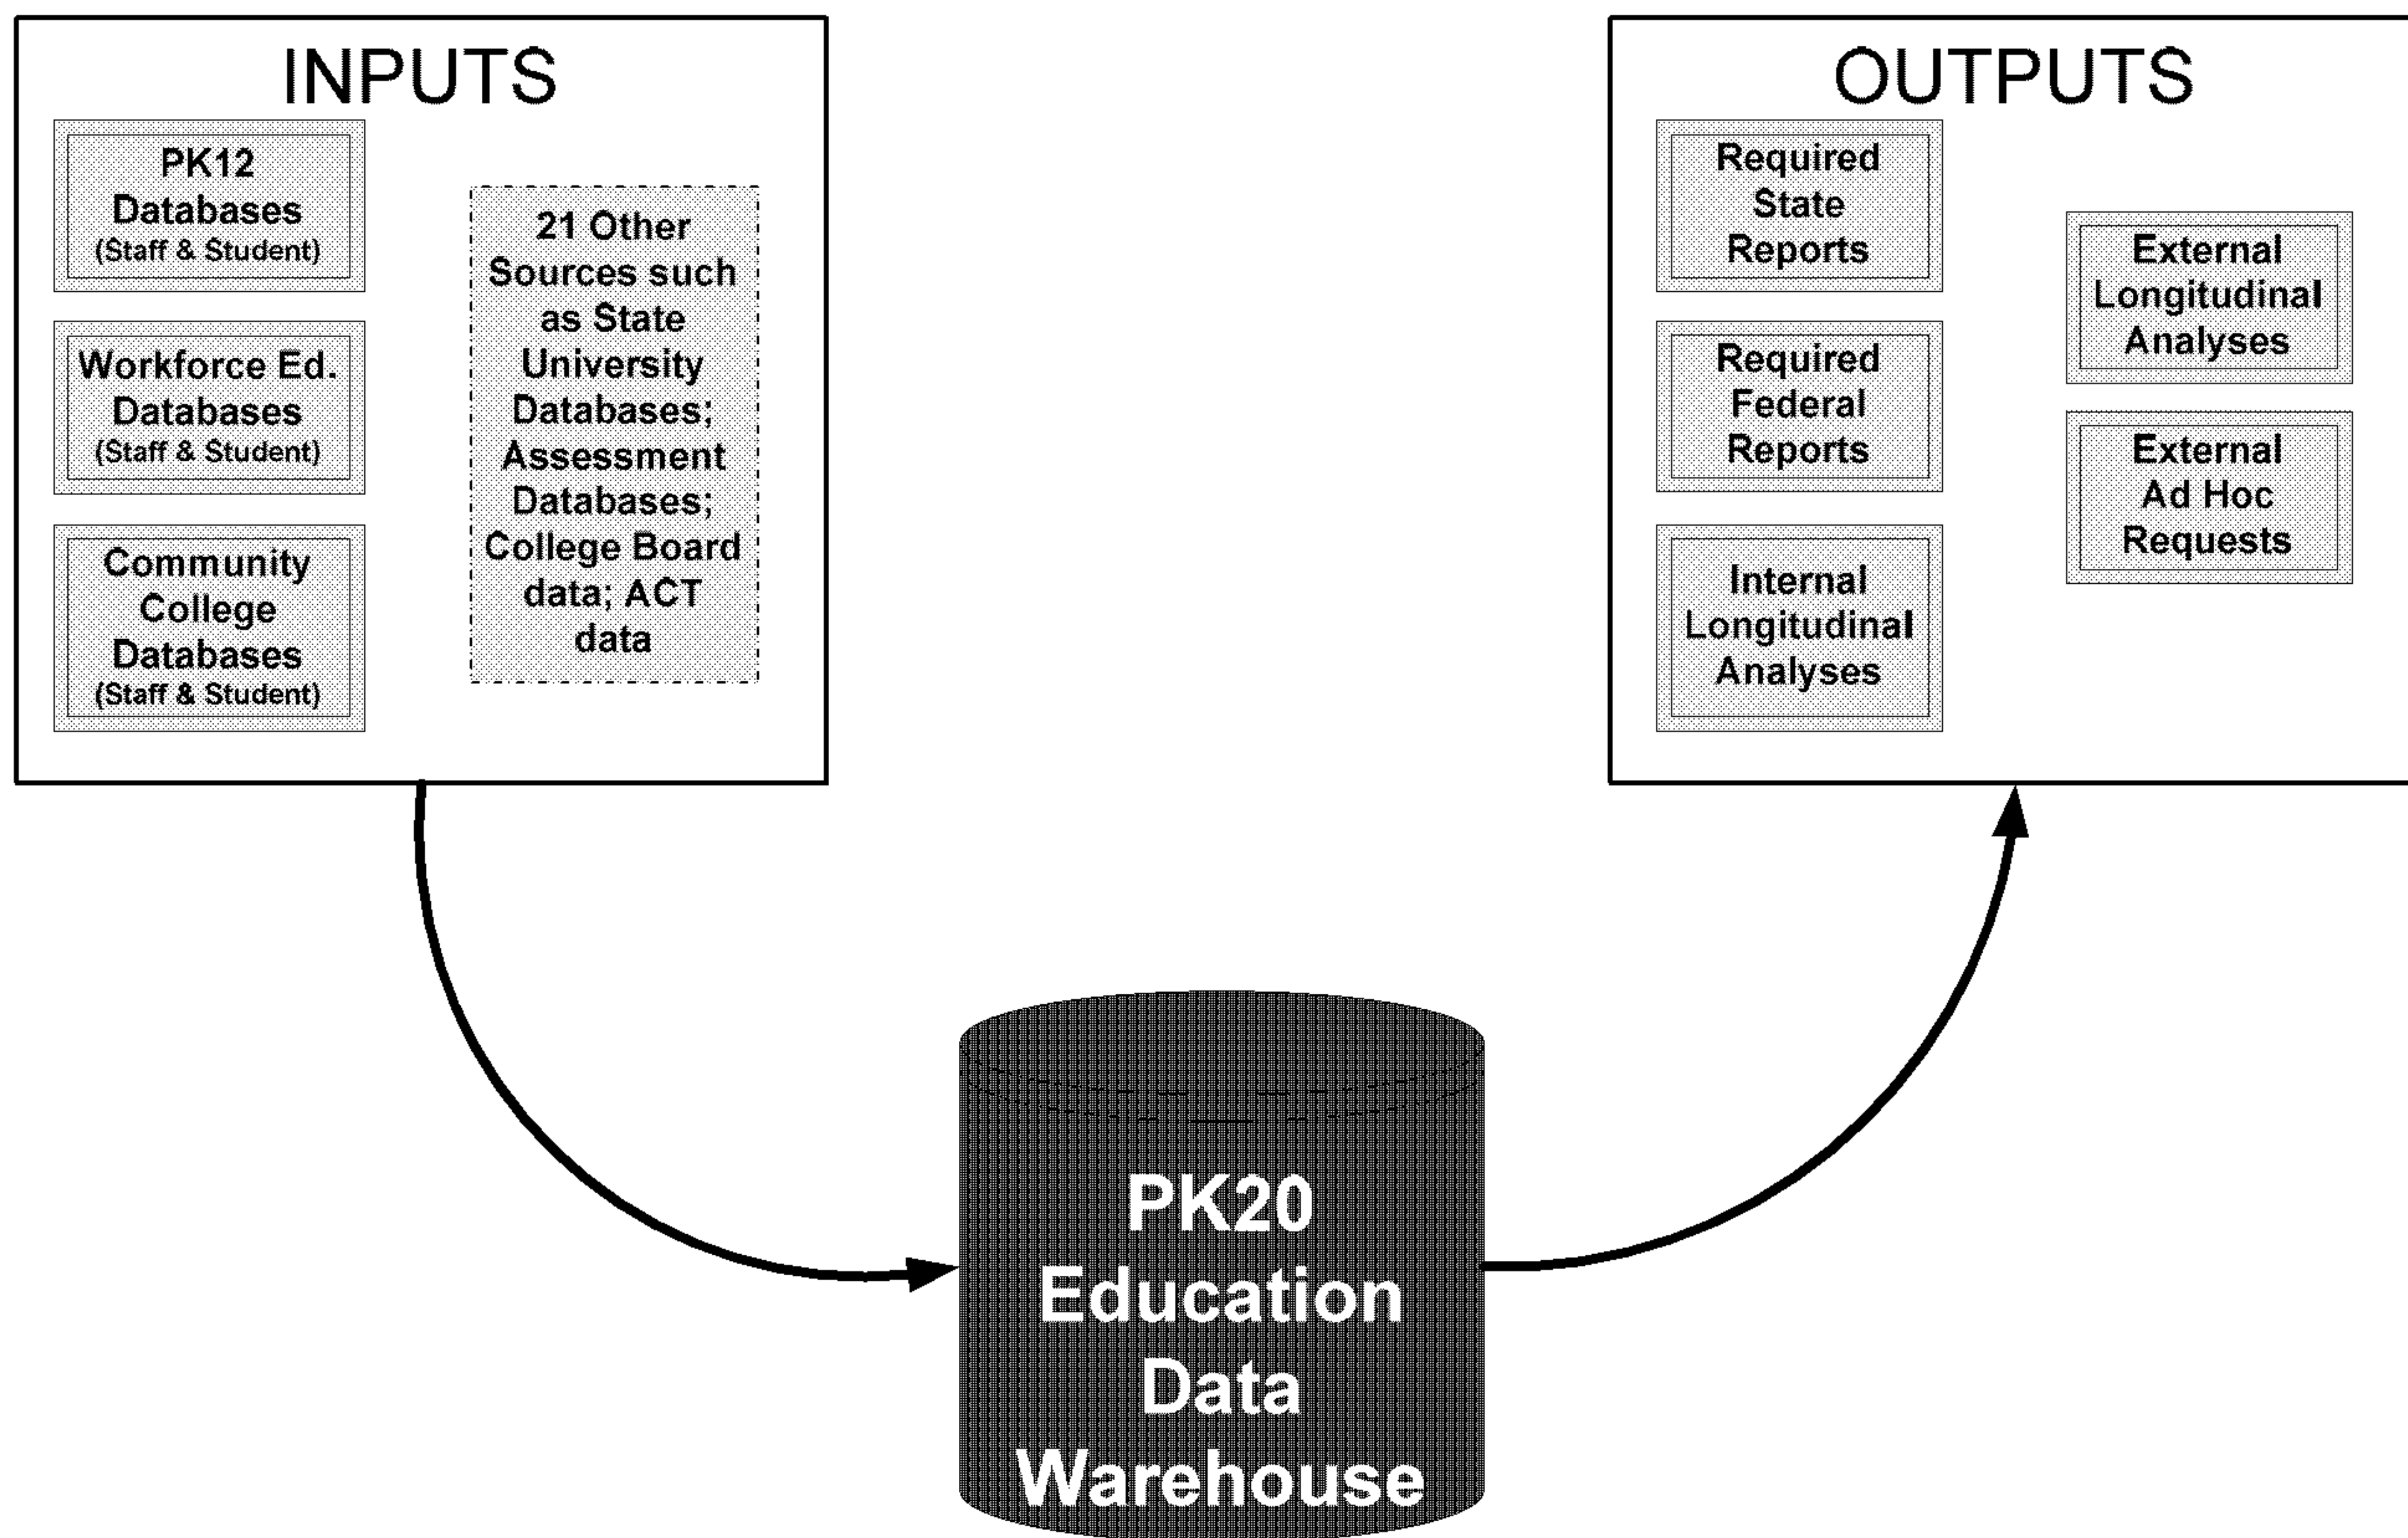 INPUTS
PK12
Databases
(Staff & Student)
Workforce Ed.
Databases
(Staff & Student)
Community
College
Databases
(Staff & Student)
21 Other
Sources such
as State
University
Databases;
Assessment
Databases;
College Board
data; ACT
data
OUTPUTS
Required
State
Reports
Required
Federal
Reports
Internal
Longitudinal
Analyses
External
Longitudinal
Analyses
External
Ad Hoc
Requests
PK20
Education
Data
Warehouse